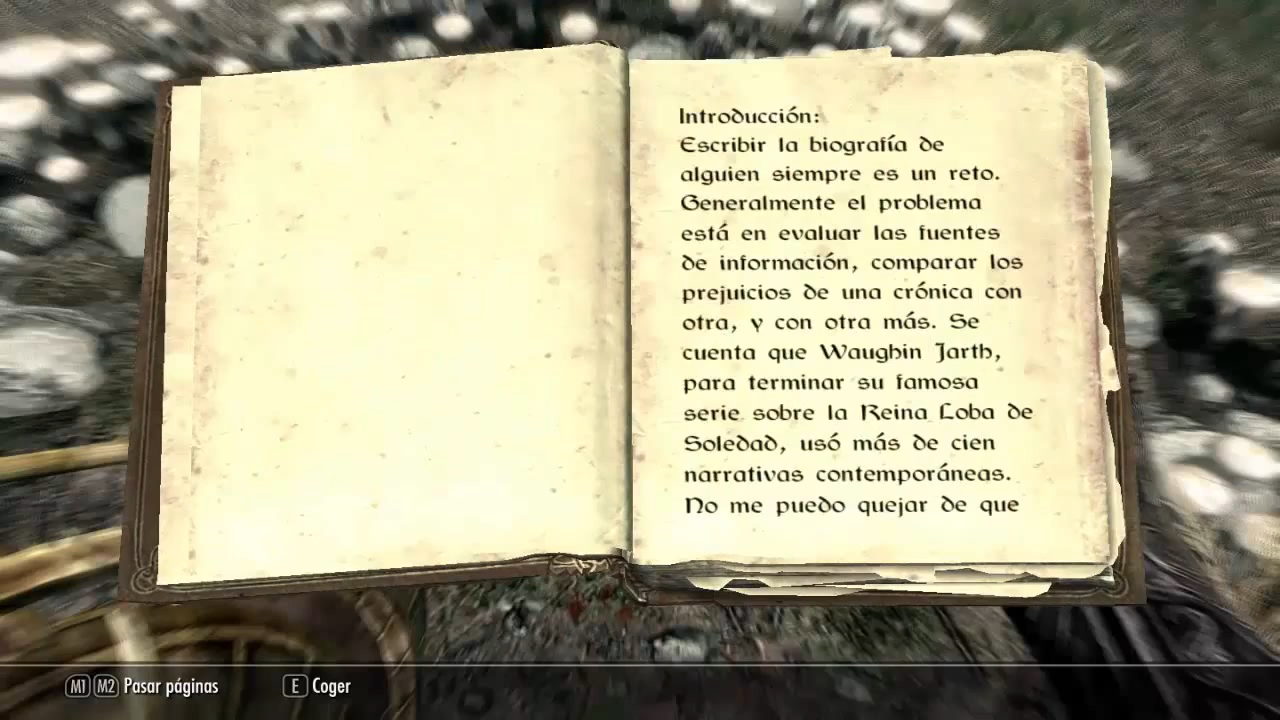 Introducción:
Escribir la biografía de
alguien siempre es un reto.
Generalmente el problema
está en evaluar las fuentes
de información, comparar los
prejuicios de una crónica con
otra, y con otra más. Se
cuenta que Waughin Jarth,
para terminar su famosa
serie sobre la Reina Loba de
Soledad, usó más de cien
narrativas contemporáneas.
No me puedo quejar de que
M1 M2 Pasar páginas E Coger